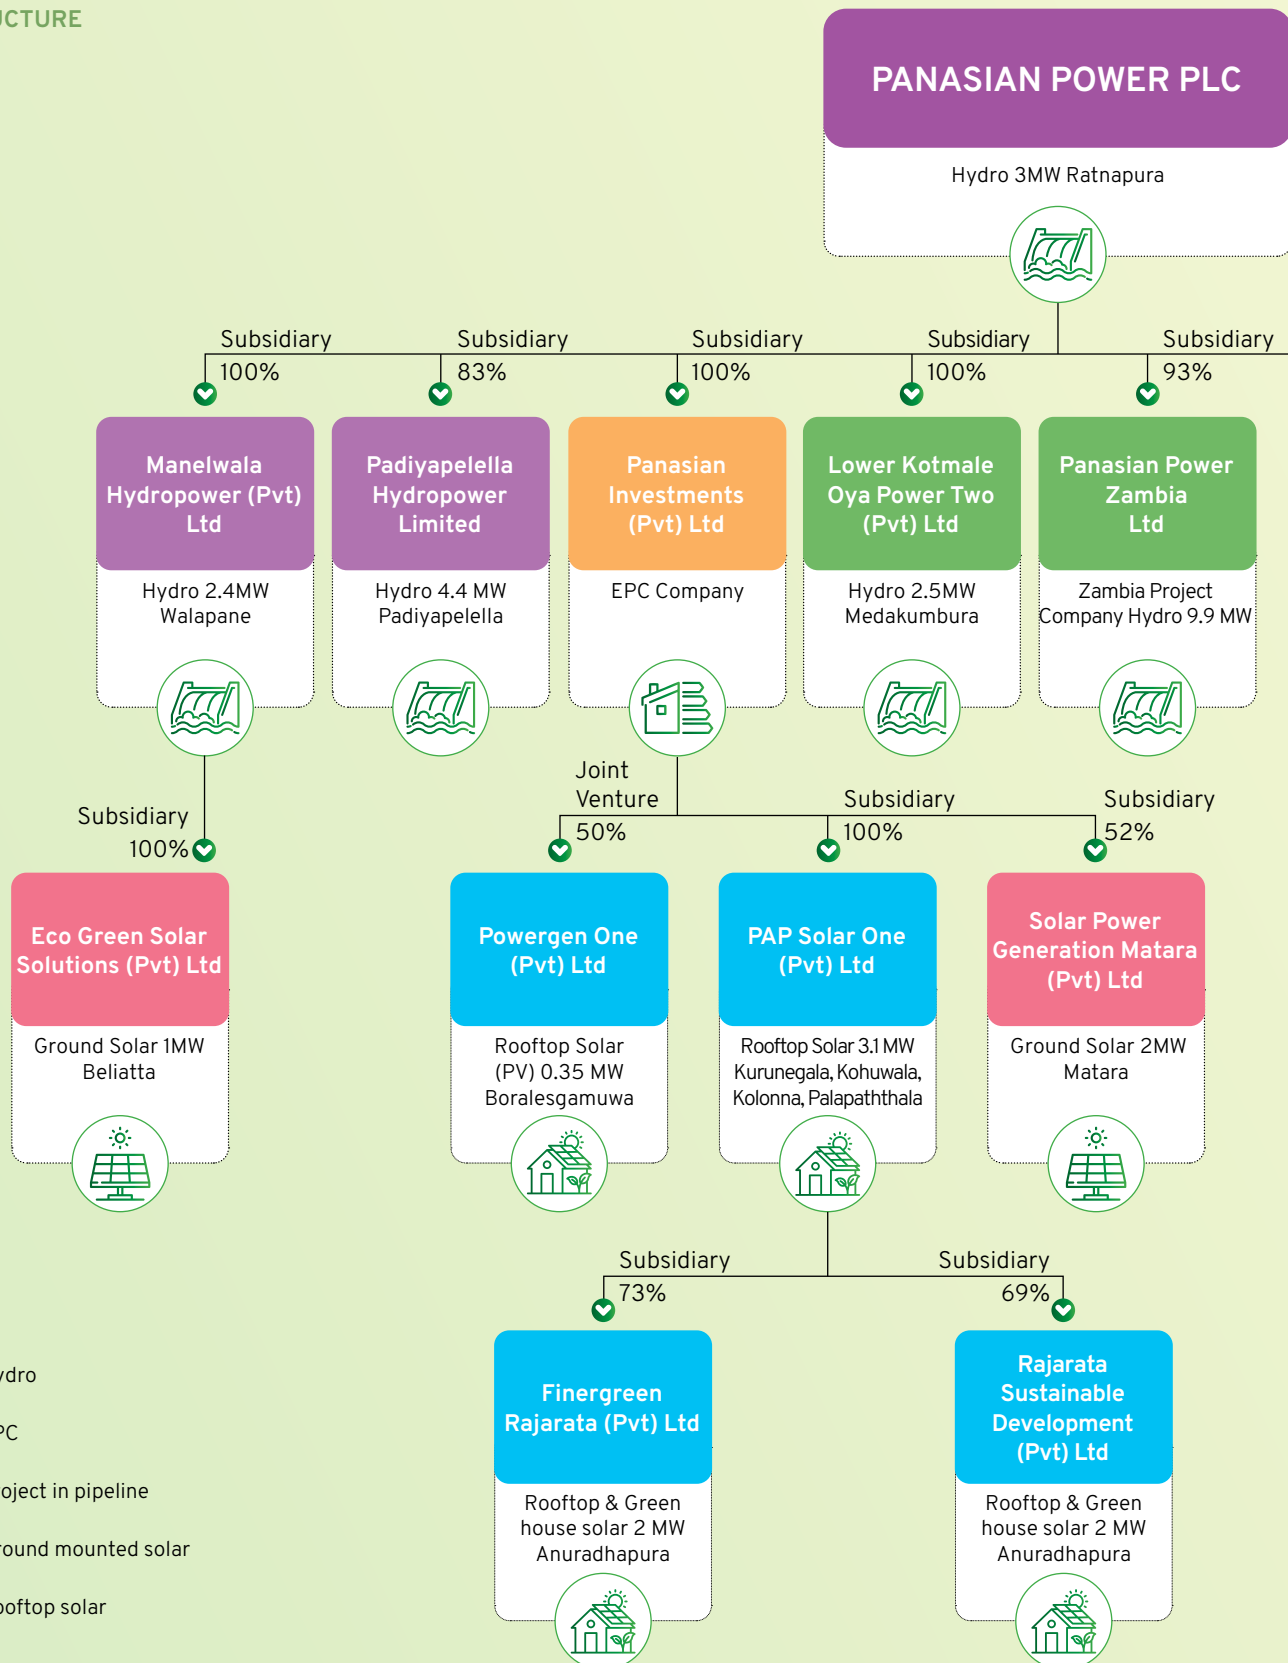 PANASIAN POWER PLC
Hydro 3MW Ratnapura
Subsidiary
100%
Subsidiary
83%
Subsidiary
100%
Subsidiary
100%
Subsidiary
93%
Manelwala
Hydropower (Pvt)
Ltd
Hydro 2.4MW
Walapane
Padiyapelella
Hydropower
Limited
Hydro 4.4 MW
Padiyapelella
Panasian
Investments
(Pvt) Ltd
EPC Company
Lower Kotmale
Oya Power Two
(Pvt) Ltd
Hydro 2.5MW
Medakumbura
Panasian Power
Zambia
Ltd
Zambia Project
Company Hydro 9.9 MW
Subsidiary
100%
Joint
Venture
50%
Subsidiary
100%
Subsidiary
52%
Eco Green Solar
Solutions (Pvt) Ltd
Ground Solar 1MW
Beliatta
Powergen One
(Pvt) Ltd
Rooftop Solar
(PV) 0.35 MW
Boralesgamuwa
PAP Solar One
(Pvt) Ltd
Rooftop Solar 3.1 MW
Kurunegala, Kohuwala,
Kolonna, Palapaththala
Solar Power
Generation Matara
(Pvt) Ltd
Ground Solar 2MW
Matara
Subsidiary
73%
Subsidiary
69%
Finergreen
Rajarata (Pvt) Ltd
Rooftop & Green
house solar 2 MW
Anuradhapura
Rajarata
Sustainable
Development
(Pvt) Ltd
Rooftop & Green
house solar 2 MW
Anuradhapura
in pipeline
mounted solar
solar